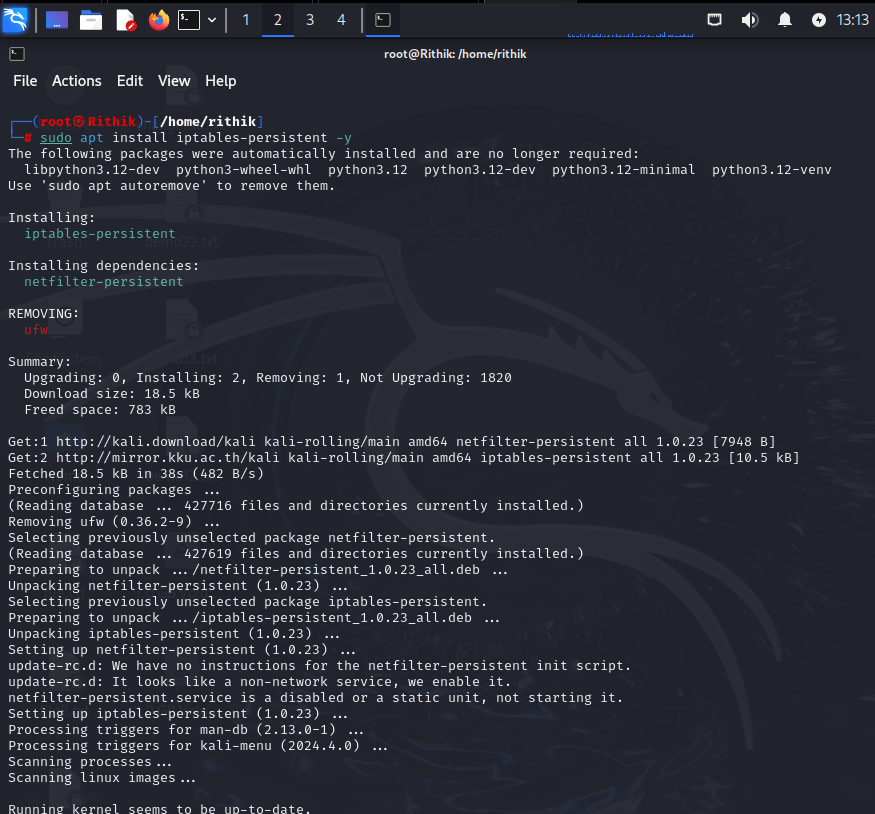 1 2 3 4 13:13
root@Rithik: /home/rithik
File Actions Edit View Help
┌──(root㉿Rithik)-[/home/rithik]
└─# sudo apt install iptables-persistent -y
The following packages were automatically installed and are no longer required:
  libpython3.12-dev  python3-wheel-whl  python3.12  python3.12-dev  python3.12-minimal  python3.12-venv
Use 'sudo apt autoremove' to remove them.
Installing:
  iptables-persistent
Installing dependencies:
  netfilter-persistent
REMOVING:
  ufw
Summary:
  Upgrading: 0, Installing: 2, Removing: 1, Not Upgrading: 1820
  Download size: 18.5 kB
  Freed space: 783 kB
Get:1 http://kali.download/kali kali-rolling/main amd64 netfilter-persistent all 1.0.23 [7948 B]
Get:2 http://mirror.kku.ac.th/kali kali-rolling/main amd64 iptables-persistent all 1.0.23 [10.5 kB]
Fetched 18.5 kB in 38s (482 B/s)
Preconfiguring packages ...
(Reading database ... 427716 files and directories currently installed.)
Removing ufw (0.36.2-9) ...
Selecting previously unselected package netfilter-persistent.
(Reading database ... 427619 files and directories currently installed.)
Preparing to unpack .../netfilter-persistent_1.0.23_all.deb ...
Unpacking netfilter-persistent (1.0.23) ...
Selecting previously unselected package iptables-persistent.
Preparing to unpack .../iptables-persistent_1.0.23_all.deb ...
Unpacking iptables-persistent (1.0.23) ...
Setting up netfilter-persistent (1.0.23) ...
update-rc.d: We have no instructions for the netfilter-persistent init script.
update-rc.d: It looks like a non-network service, we enable it.
netfilter-persistent.service is a disabled or a static unit, not starting it.
Setting up iptables-persistent (1.0.23) ...
Processing triggers for man-db (2.13.0-1) ...
Processing triggers for kali-menu (2024.4.0) ...
Scanning processes...
Scanning linux images...
Running kernel seems to be up-to-date.